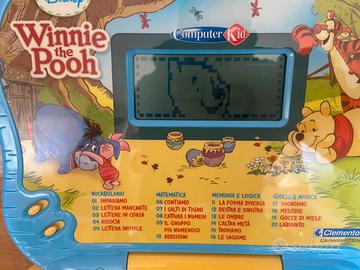 Disney
Winnie
the
Pooh
Computer Kid
VOCABOLARIO
01 IMPARIAMO
02 LETTERA MANCANTE
03 LETTERE IN CORSA
04 ASSOCIA
05 LETTERA INIZIALE
MATEMATICA
06 CONTIAMO
07 I SALTI DI TIGRO
08 CATTURA I NUMERI
09 IL GRUPPO
PIÙ NUMEROSO
10 ADDIZIONI
MEMORIA E LOGICA
11 LA FORMA DIVERSA
12 DESTRA E SINISTRA
13 LE OMBRE
14 L'ALTRA METÀ
15 TROVIAMO
16 LE SAGOME
GIOCHI E MUSICA
17 SUONIAMO
18 MELODIE
19 GOCCE DI MIELE
20 LABIRINTO
Clementoni